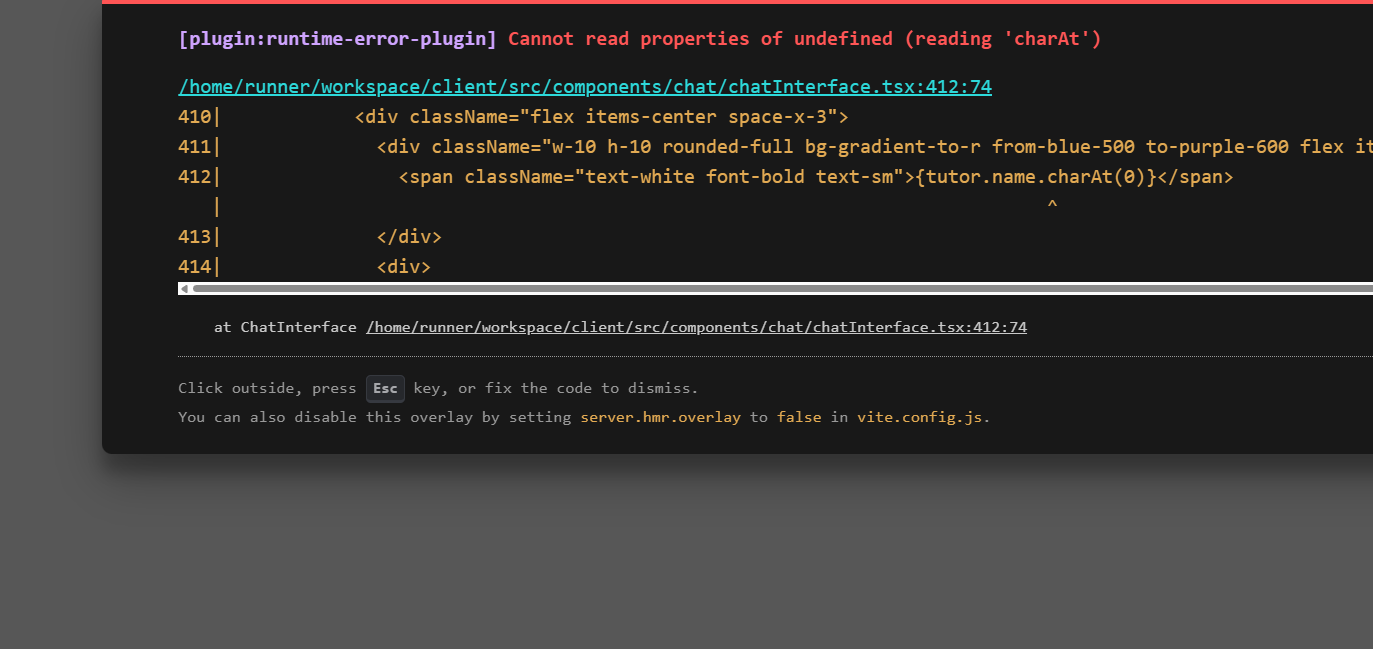 [plugin:runtime-error-plugin] Cannot read properties of undefined (reading 'charAt')
/home/runner/workspace/client/src/components/chat/chatInterface.tsx:412:74
410|            <div className="flex items-center space-x-3">
411|              <div className="w-10 h-10 rounded-full bg-gradient-to-r from-blue-500 to-purple-600 flex it
412|                <span className="text-white font-bold text-sm">{tutor.name.charAt(0)}</span>
   |                                                                           ^
413|              </div>
414|              <div>
at ChatInterface /home/runner/workspace/client/src/components/chat/chatInterface.tsx:412:74
Click outside, press Esc key, or fix the code to dismiss.
You can also disable this overlay by setting server.hmr.overlay to false in vite.config.js.